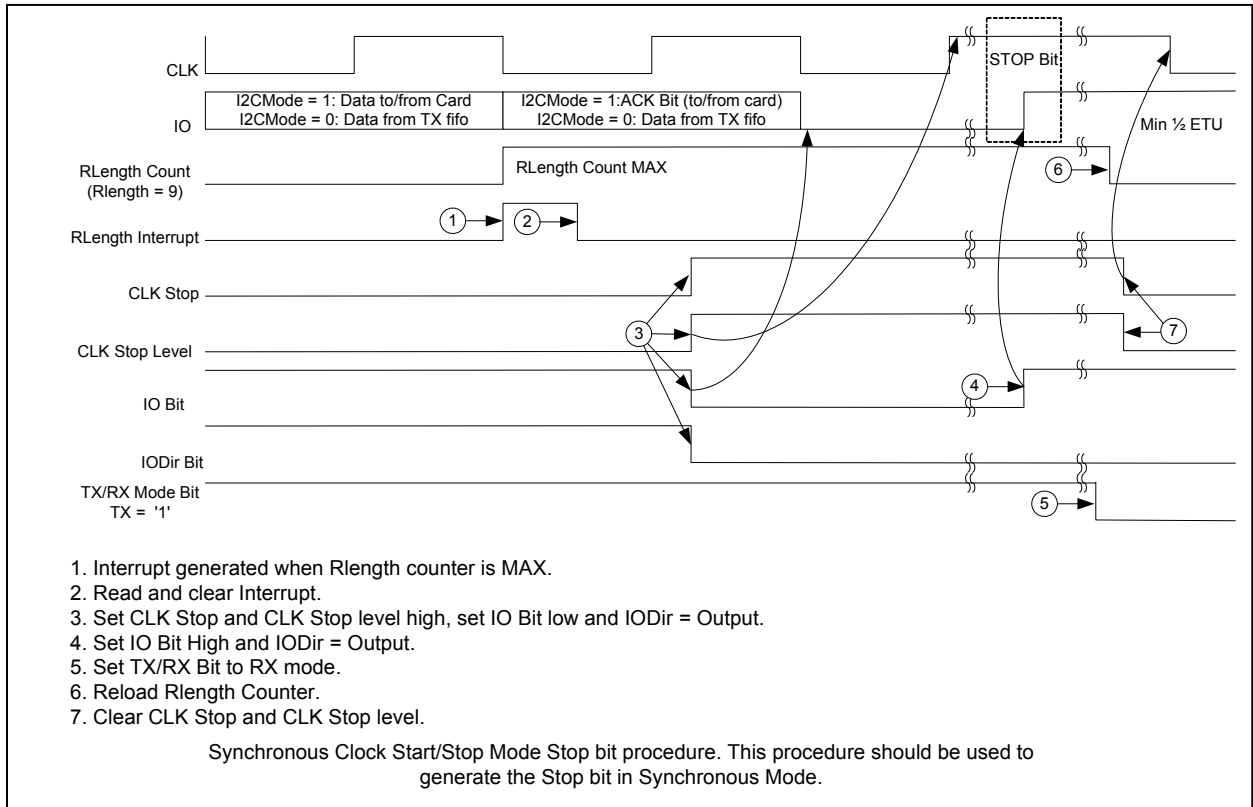 CLK
STOP Bit
I2CMode = 1: Data to/from Card
I2CMode = 0: Data from TX fifo
I2CMode = 1:ACK Bit (to/from card)
I2CMode = 0: Data from TX fifo
IO
Min ½ ETU
RLength Count
(Rlength = 9)
RLength Count MAX
6
1
2
RLength Interrupt
CLK Stop
3
7
CLK Stop Level
4
IO Bit
IODir Bit
TX/RX Mode Bit
TX = '1'
5
1. Interrupt generated when Rlength counter is MAX.
2. Read and clear Interrupt.
3. Set CLK Stop and CLK Stop level high, set IO Bit low and IODir = Output.
4. Set IO Bit High and IODir = Output.
5. Set TX/RX Bit to RX mode.
6. Reload Rlength Counter.
7. Clear CLK Stop and CLK Stop level.
Synchronous Clock Start/Stop Mode Stop bit procedure. This procedure should be used to
generate the Stop bit in Synchronous Mode.